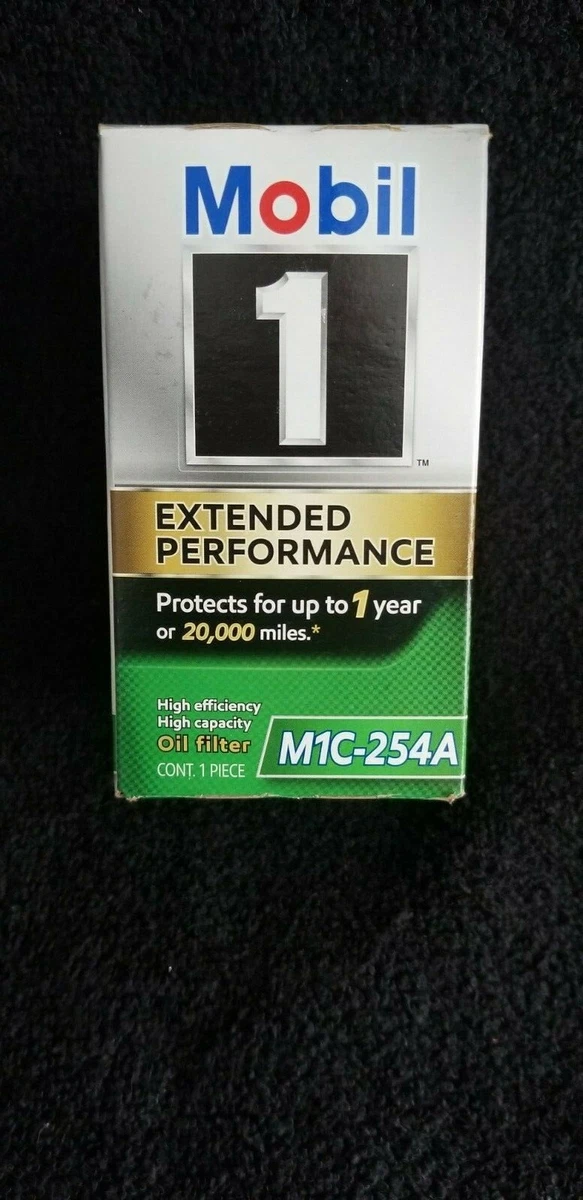 Mobil
1
TM
EXTENDED
PERFORMANCE
Protects for up to 1 year
or 20,000 miles.*
High efficiency
High capacity
Oil filter
CONT. 1 PIECE
M1C-254A